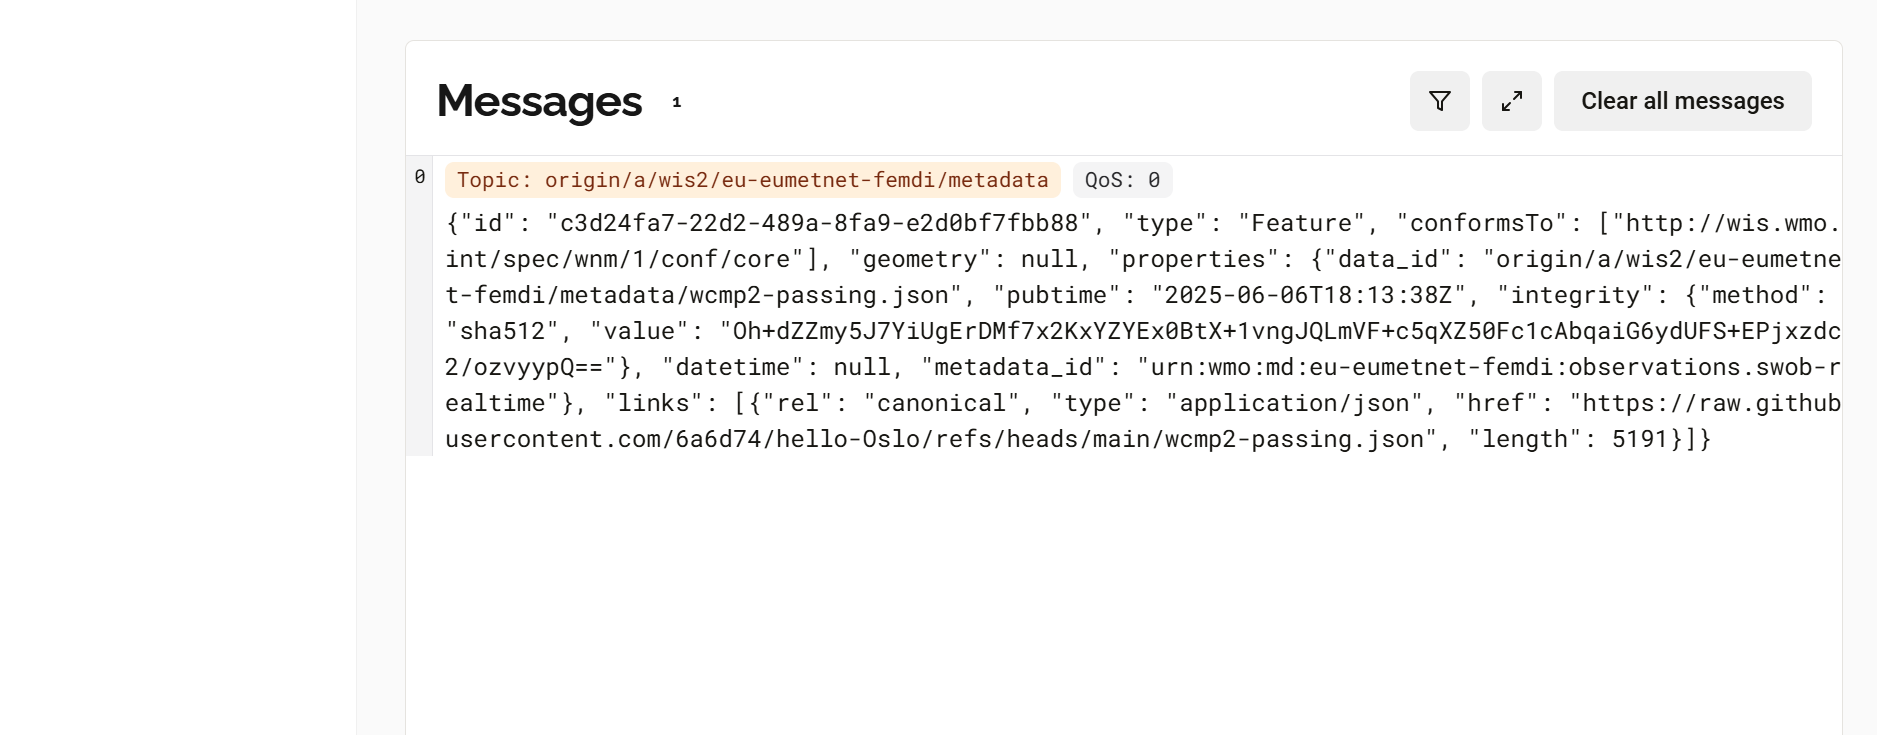 Messages 1
Clear all messages
0
Topic: origin/a/wis2/eu-eumetnet-femdi/metadata QoS: 0
{"id": "c3d24fa7-22d2-489a-8fa9-e2d0bf7fbb88", "type": "Feature", "conformsTo": ["http://wis.wmo.
int/spec/wnm/1/conf/core"], "geometry": null, "properties": {"data_id": "origin/a/wis2/eu-eumetne
t-femdi/metadata/wcmp2-passing.json", "pubtime": "2025-06-06T18:13:38Z", "integrity": {"method":
"sha512", "value": "Oh+dZZmy5J7YiUgErDMf7x2KxYZYEx0BtX+1vngJQLmVF+c5qXZ50Fc1cAbqaiG6ydUFS+EPjxzdc
2/ozvyypQ=="}, "datetime": null, "metadata_id": "urn:wmo:md:eu-eumetnet-femdi:observations.swob-r
ealtime"}, "links": [{"rel": "canonical", "type": "application/json", "href": "https://raw.github
usercontent.com/6a6d74/hello-Oslo/refs/heads/main/wcmp2-passing.json", "length": 5191}]}